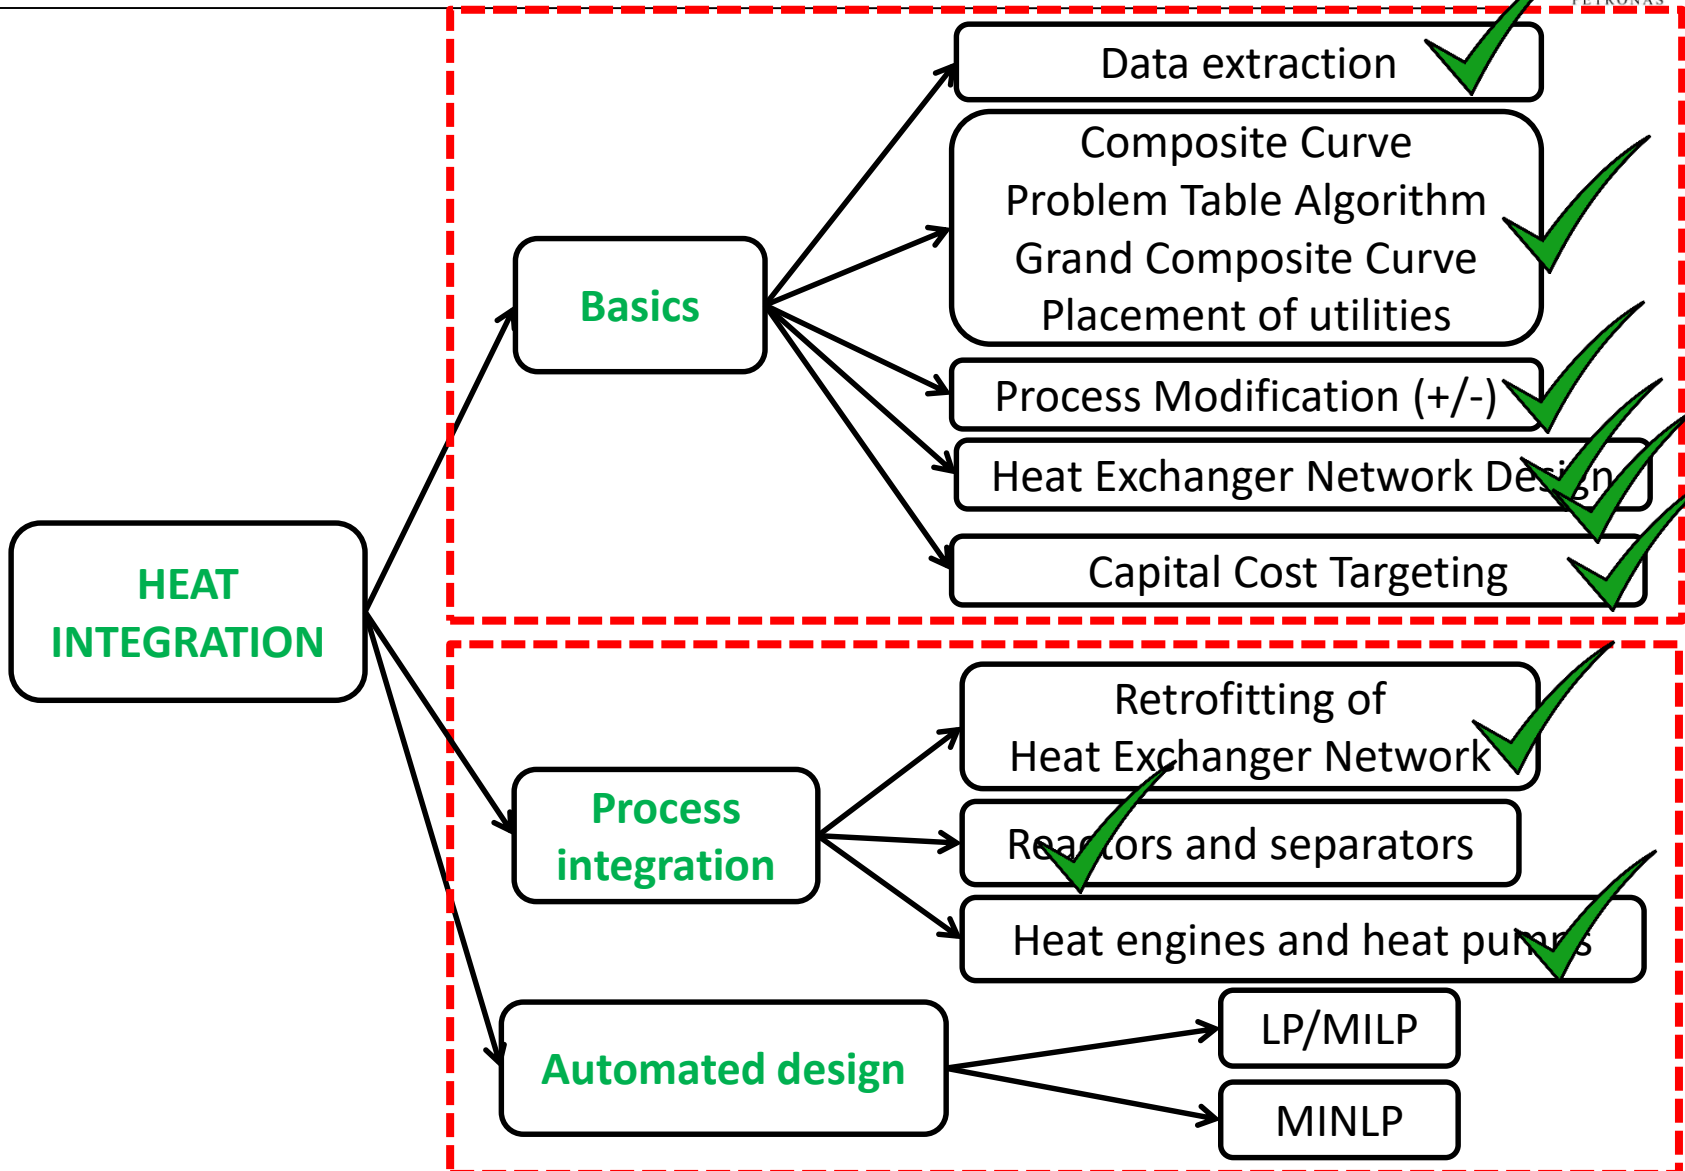 PETRONAS
Data extraction
Composite Curve
Problem Table Algorithm
Grand Composite Curve
Placement of utilities
Basics
Process Modification (+/-)
Heat Exchanger Network Design
Capital Cost Targeting
HEAT
INTEGRATION
Retrofitting of
Heat Exchanger Network
Process
integration
Reactors and separators
Heat engines and heat pumps
Automated design
LP/MILP
MINLP